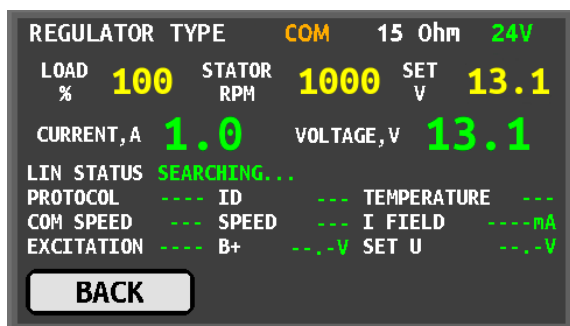 REGULATOR TYPE COM 15 Ohm 24V
LOAD % 100 STATOR RPM 1000 SET V 13.1
CURRENT,A 1.0 VOLTAGE,V 13.1
LIN STATUS SEARCHING...
PROTOCOL ---- ID --- TEMPERATURE ---
COM SPEED --- SPEED --- I FIELD ----mA
EXCITATION ---- B+ --.-V SET U --.-V
BACK